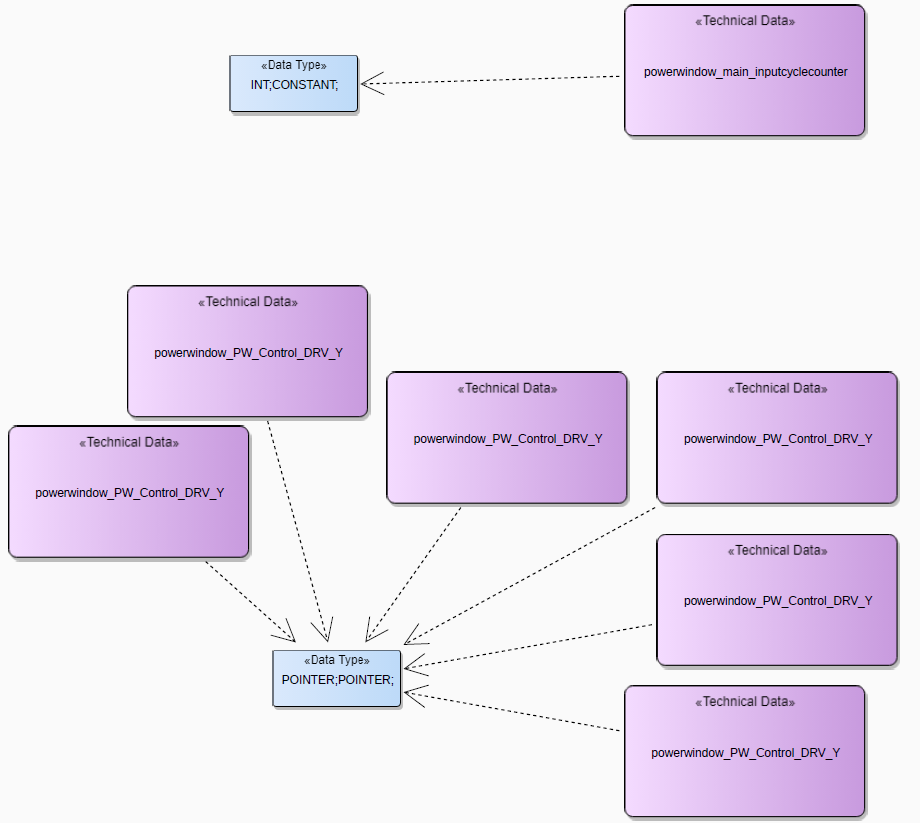 «Technical Data»
powerwindow_main_inputcyclecounter
«Data Type»
INT;CONSTANT;
«Technical Data»
powerwindow_PW_Control_DRV_Y
«Technical Data»
powerwindow_PW_Control_DRV_Y
«Technical Data»
powerwindow_PW_Control_DRV_Y
«Technical Data»
powerwindow_PW_Control_DRV_Y
«Technical Data»
powerwindow_PW_Control_DRV_Y
«Data Type»
POINTER;POINTER;
«Technical Data»
powerwindow_PW_Control_DRV_Y